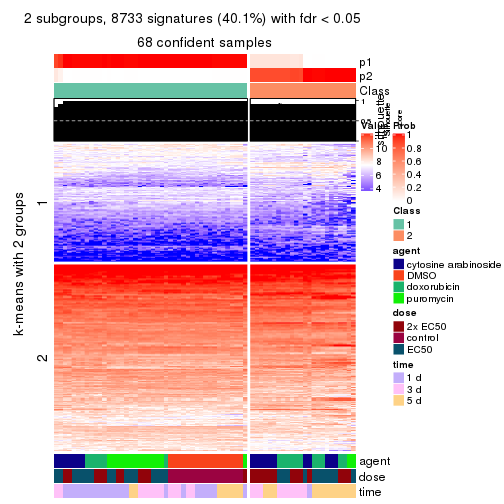 2 subgroups, 8733 signatures (40.1%) with fdr < 0.05
68 confident samples
p1
p2
Class
silhouette
1
k-means with 2 groups
1
2
Value
10
8
6
4
Prob
1
0.8
0.6
0.4
0.2
0
Class
1
2
agent
cytosine arabinoside
DMSO
doxorubicin
puromycin
dose
2x EC50
control
EC50
time
1 d
3 d
5 d
agent
dose
time